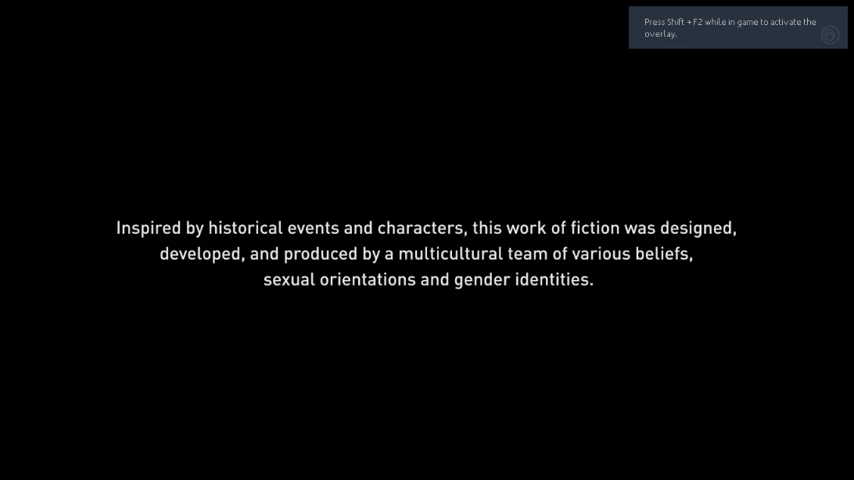 Press Shift + F2 while in game to activate the
overlay.
Inspired by historical events and characters, this work of fiction was designed,
developed, and produced by a multicultural team of various beliefs,
sexual orientations and gender identities.